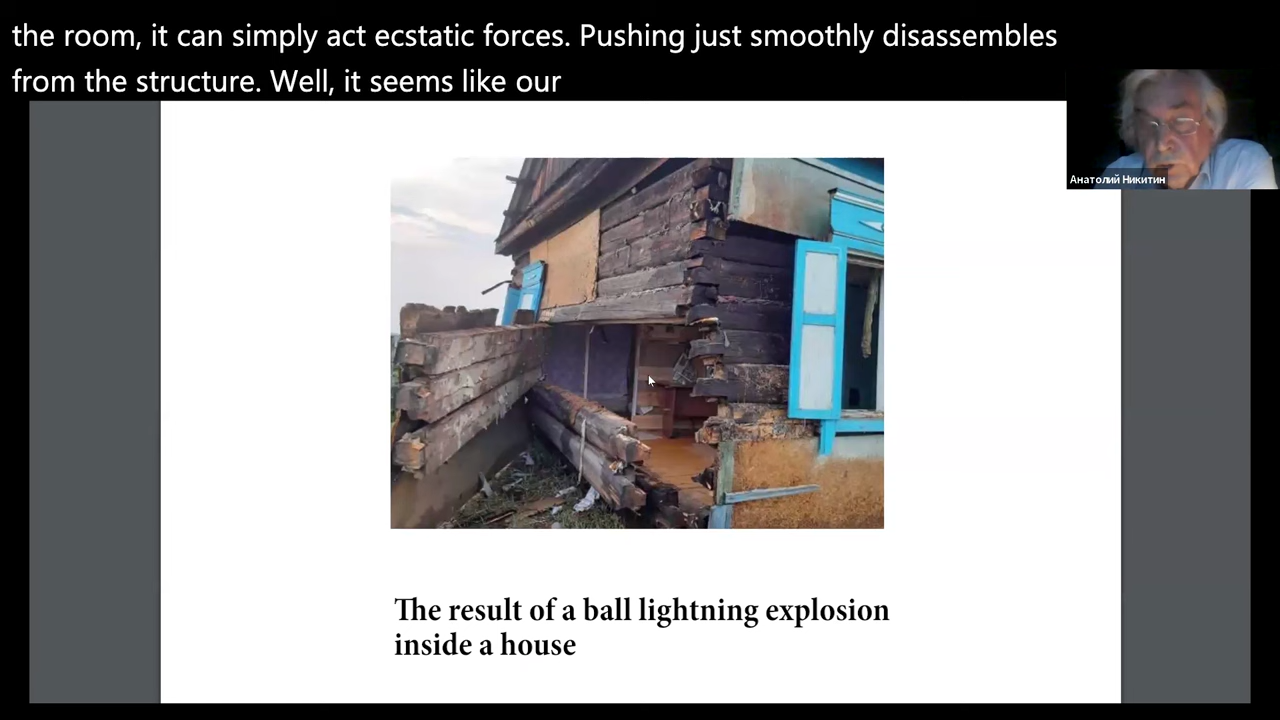 the room, it can simply act ecstatic forces. Pushing just smoothly disassembles
from the structure. Well, it seems like our
Анатолий Никитин
The result of a ball lightning explosion
inside a house